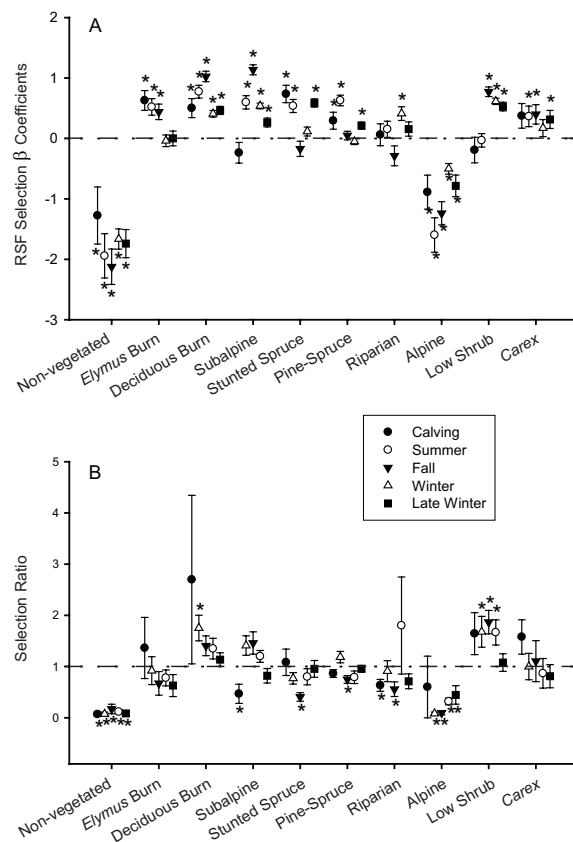 A
RSF Selection β Coefficients
2
1
0
-1
-2
-3
Non-vegetated
Elymus Burn
Deciduous Burn
Subalpine
Stunted Spruce
Pine-Spruce
Riparian
Alpine
Low Shrub
Carex
B
Calving
Summer
Fall
Winter
Late Winter
Selection Ratio
5
4
3
2
1
0
Non-vegetated
Elymus Burn
Deciduous Burn
Subalpine
Stunted Spruce
Pine-Spruce
Riparian
Alpine
Low Shrub
Carex